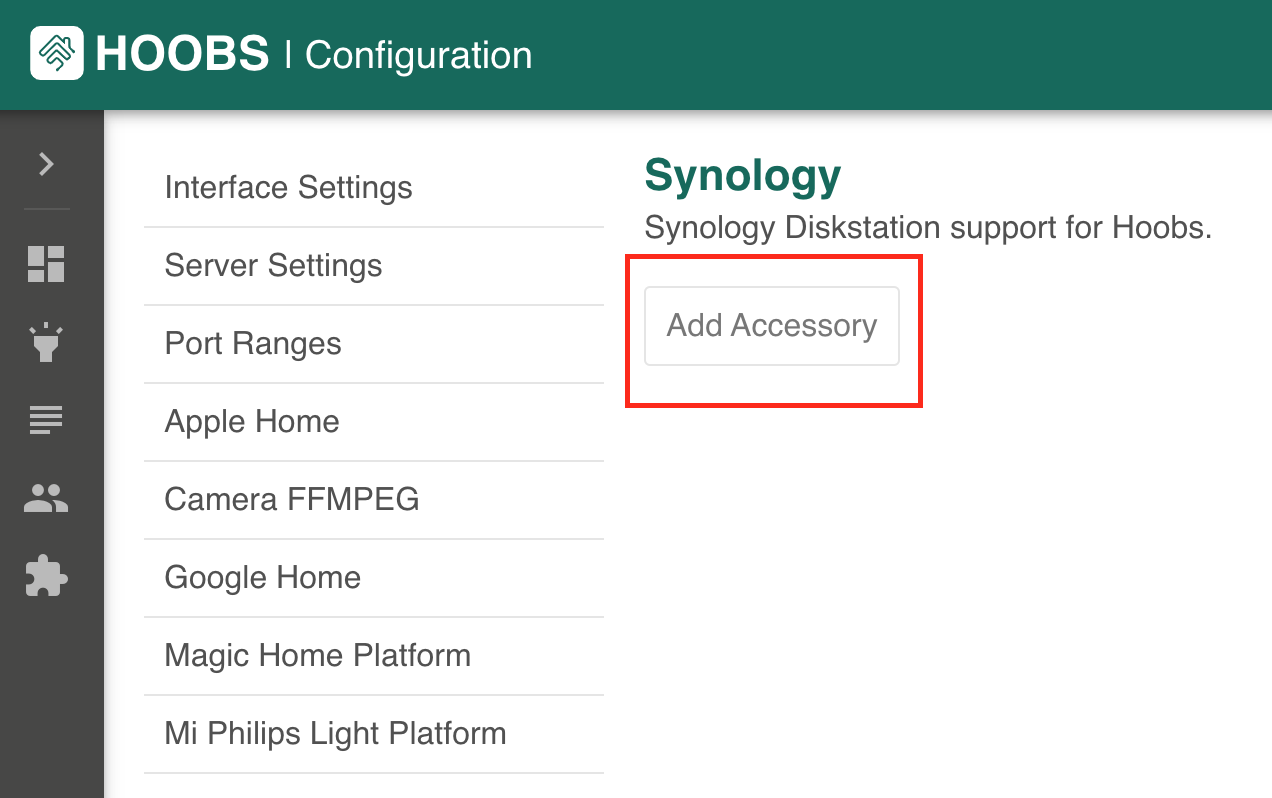 HOOBS | Configuration
Interface Settings
Server Settings
Port Ranges
Apple Home
Camera FFMPEG
Google Home
Magic Home Platform
Mi Philips Light Platform
Synology
Synology Diskstation support for Hoobs.
Add Accessory